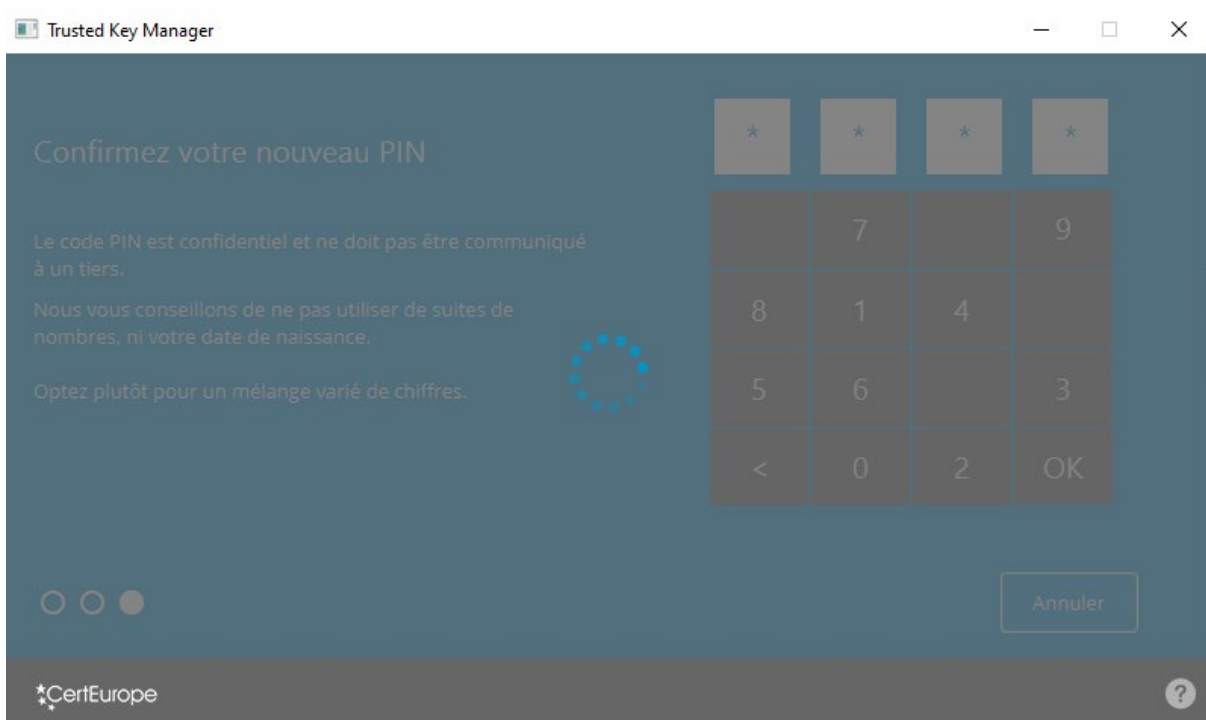 Trusted Key Manager
Confirmez votre nouveau PIN
* * * *
Le code PIN est confidentiel et ne doit pas être communiqué
à un tiers.
Nous vous conseillons de ne pas utiliser de suites de
nombres, ni votre date de naissance.
Optez plutôt pour un mélange varié de chiffres.
7 9
8 1 4
5 6 3
< 0 2 OK
Annuler
CertEurope
?